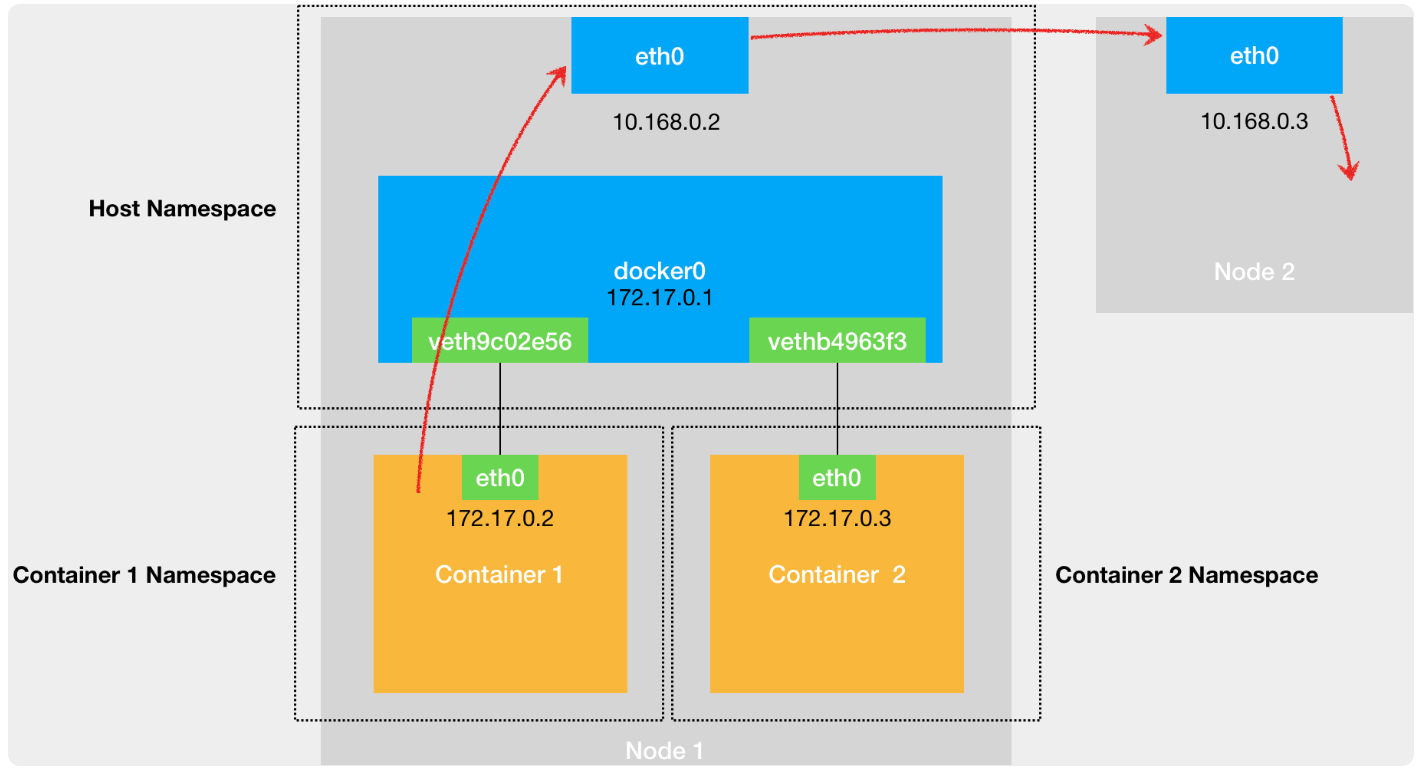 eth0
10.168.0.2
eth0
10.168.0.3
Host Namespace
docker0
172.17.0.1
veth9c02e56
vethb4963f3
Node 2
eth0
172.17.0.2
Container 1
eth0
172.17.0.3
Container 2
Container 1 Namespace
Container 2 Namespace
Node 1